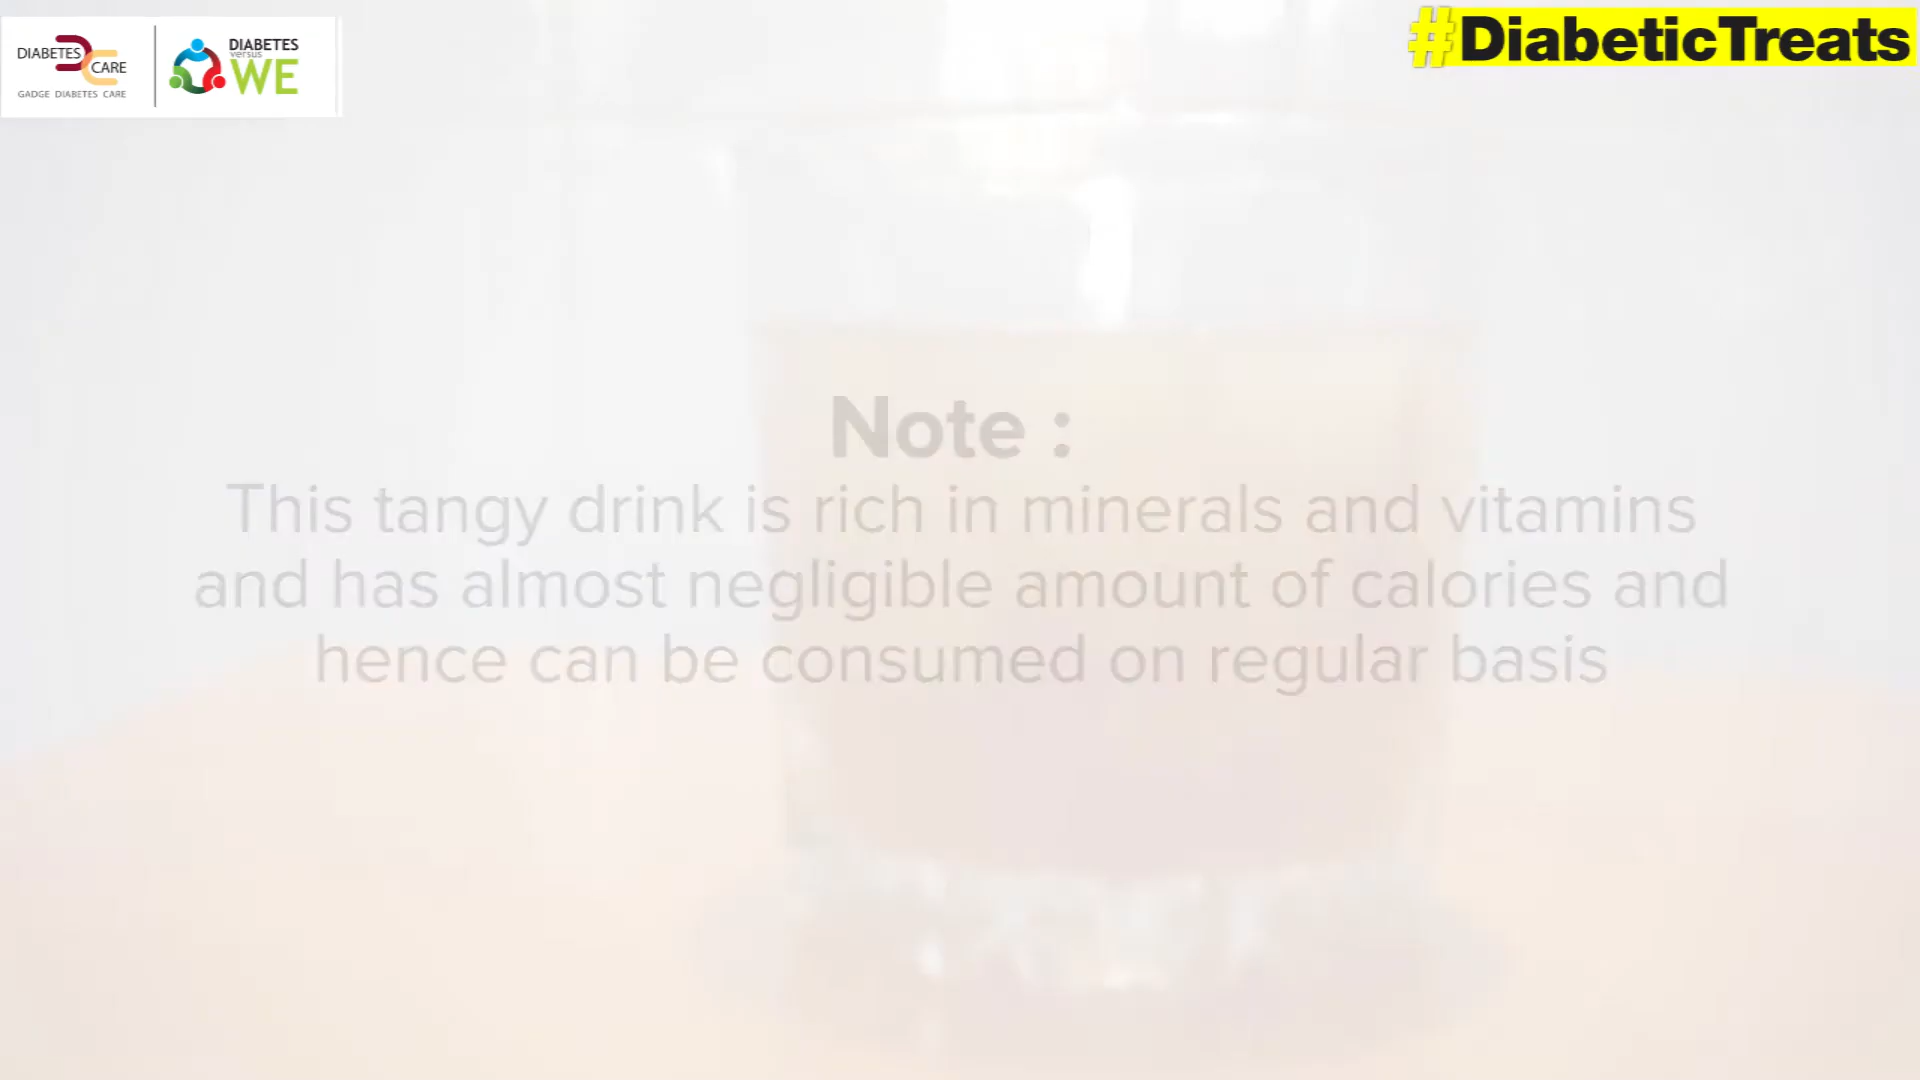 DIABETES CARE
GADGE DIABETES CARE
DIABETES
versus
WE
#DiabeticTreats
Note :
This tangy drink is rich in minerals and vitamins
and has almost negligible amount of calories and
hence can be consumed on regular basis